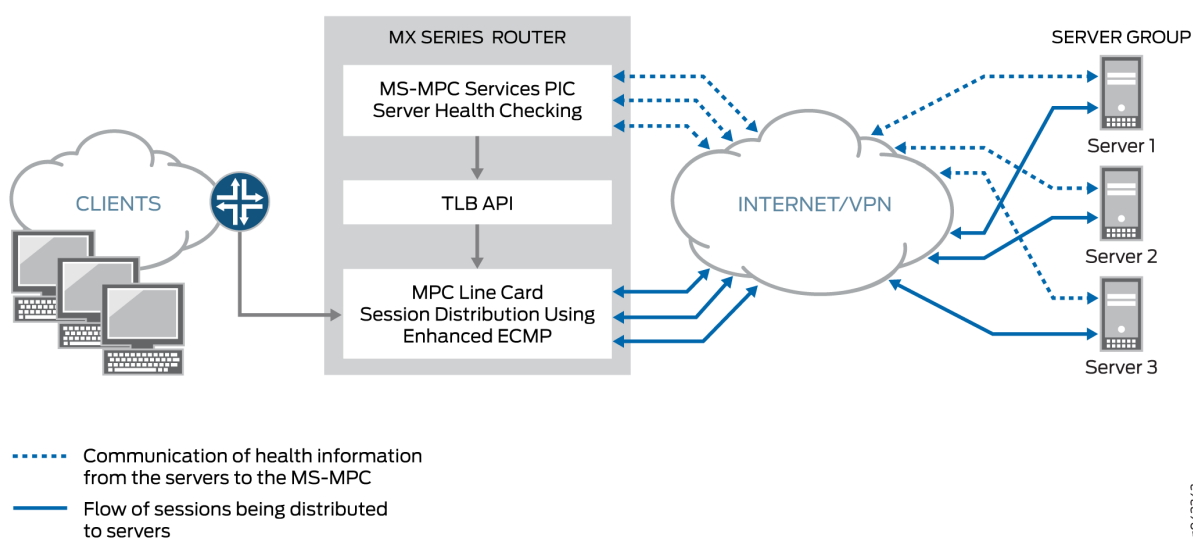 MX SERIES ROUTER
SERVER GROUP
MS-MPC Services PIC
Server Health Checking
Server 1
CLIENTS
TLB API
INTERNET/VPN
Server 2
MPC Line Card
Session Distribution Using
Enhanced ECMP
Server 3
Communication of health information
from the servers to the MS-MPC
Flow of sessions being distributed
to servers